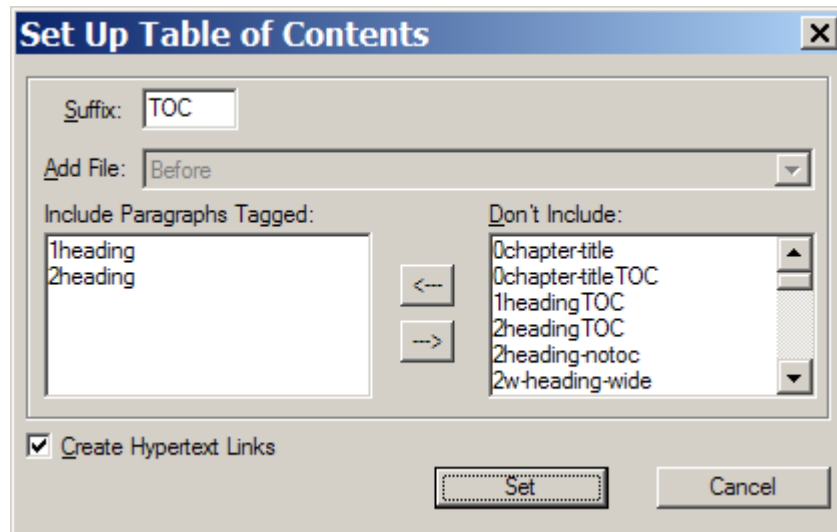 Set Up Table of Contents
Suffix: TOC
Add File: Before
Include Paragraphs Tagged:
1heading
2heading
<---
--->
Don't Include:
0chapter-title
0chapter-titleTOC
1headingTOC
2headingTOC
2heading-notoc
2w-heading-wide
Create Hypertext Links
Set Cancel